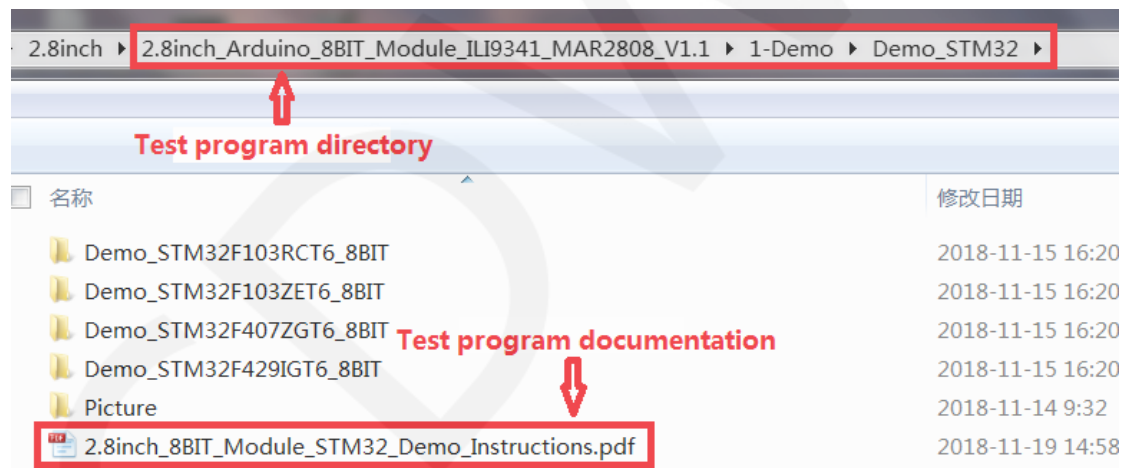 2.8inch ▸ 2.8inch_Arduino_8BIT_Module_ILI9341_MAR2808_V1.1 ▸ 1-Demo ▸ Demo_STM32 ▸
Test program directory
名称 修改日期
Demo_STM32F103RCT6_8BIT 2018-11-15 16:20
Demo_STM32F103ZET6_8BIT 2018-11-15 16:20
Demo_STM32F407ZGT6_8BIT 2018-11-15 16:20
Test program documentation
Demo_STM32F429IGT6_8BIT 2018-11-15 16:20
Picture 2018-11-14 9:32
2.8inch_8BIT_Module_STM32_Demo_Instructions.pdf 2018-11-19 14:58